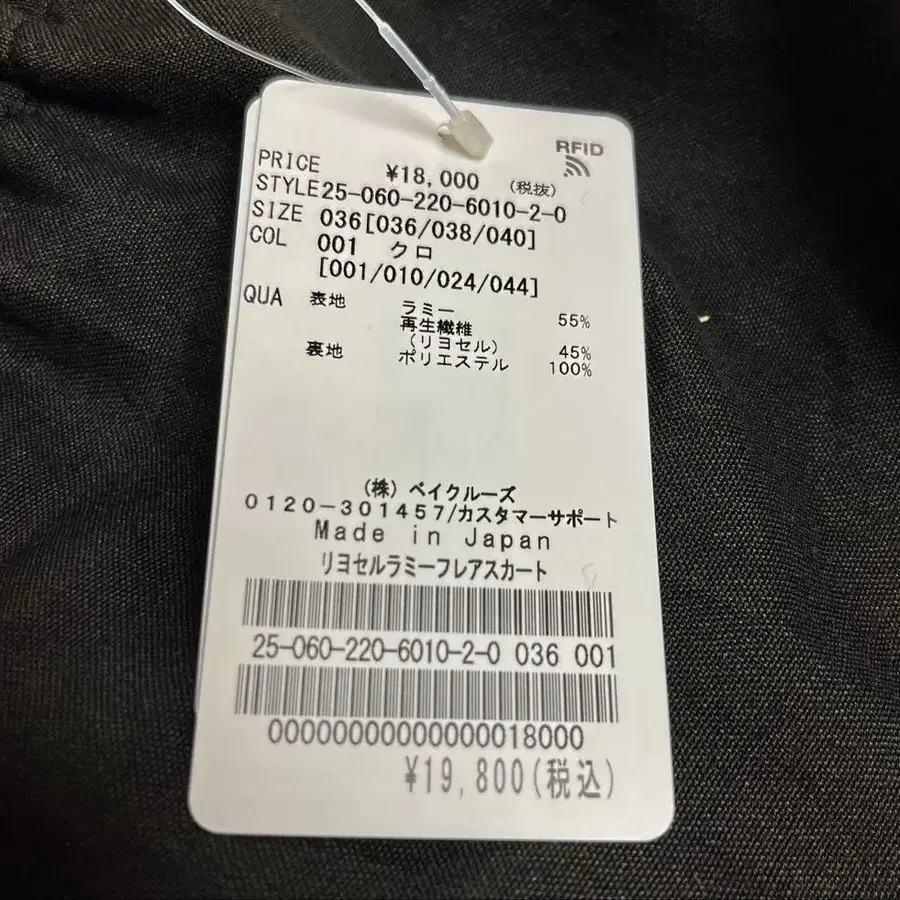 RFID
PRICE ¥18,000 (税抜)
STYLE 25-060-220-6010-2-0
SIZE 036[036/038/040]
COL 001 クロ
[001/010/024/044]
QUA 表地 ラミー 55%
再生繊維
(リヨセル) 45%
裏地 ポリエステル 100%
(株) ベイクルーズ
0120-301457/カスタマーサポート
Made in Japan
リヨセルラミーフレアスカート
25-060-220-6010-2-0 036 001
00000000000000018000
¥19,800(税込)